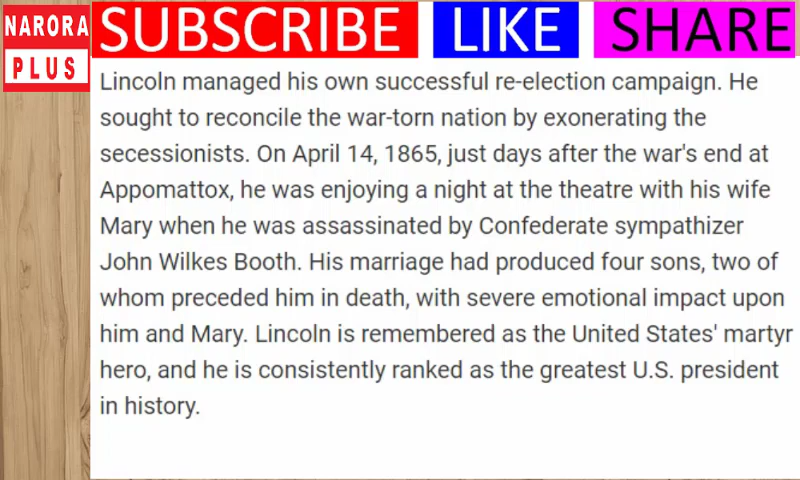 NARORA
PLUS
SUBSCRIBE LIKE SHARE
Lincoln managed his own successful re-election campaign. He
sought to reconcile the war-torn nation by exonerating the
secessionists. On April 14, 1865, just days after the war's end at
Appomattox, he was enjoying a night at the theatre with his wife
Mary when he was assassinated by Confederate sympathizer
John Wilkes Booth. His marriage had produced four sons, two of
whom preceded him in death, with severe emotional impact upon
him and Mary. Lincoln is remembered as the United States' martyr
hero, and he is consistently ranked as the greatest U.S. president
in history.